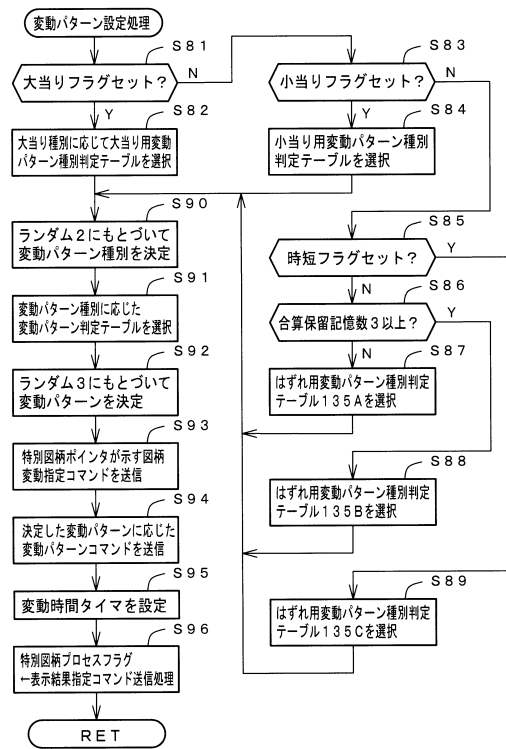 変動パターン設定処理
S81
大当りフラグセット？
N
Y
S82
大当り種別に応じて大当り用変動
パターン種別判定テーブルを選択
S83
小当りフラグセット？
N
Y
S84
小当り用変動パターン種別
判定テーブルを選択
S85
時短フラグセット？
Y
N
S86
合算保留記憶数３以上？
Y
N
S87
はずれ用変動パターン種別判定
テーブル１３５Ａを選択
S88
はずれ用変動パターン種別判定
テーブル１３５Ｂを選択
S89
はずれ用変動パターン種別判定
テーブル１３５Ｃを選択
S90
ランダム２にもとづいて
変動パターン種別を決定
S91
変動パターン種別に応じた
変動パターン判定テーブルを選択
S92
ランダム３にもとづいて
変動パターンを決定
S93
特別図柄ポインタが示す図柄
変動指定コマンドを送信
S94
決定した変動パターンに応じた
変動パターンコマンドを送信
S95
変動時間タイマを設定
S96
特別図柄プロセスフラグ
←表示結果指定コマンド送信処理
RET